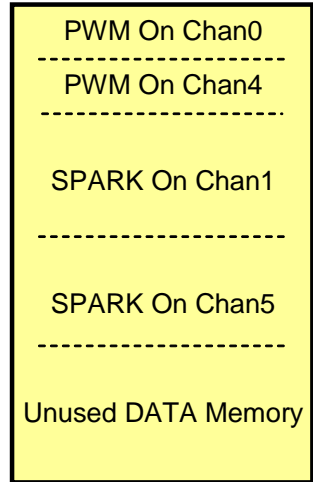 PWM On Chan0
PWM On Chan4
SPARK On Chan1
SPARK On Chan5
Unused DATA Memory